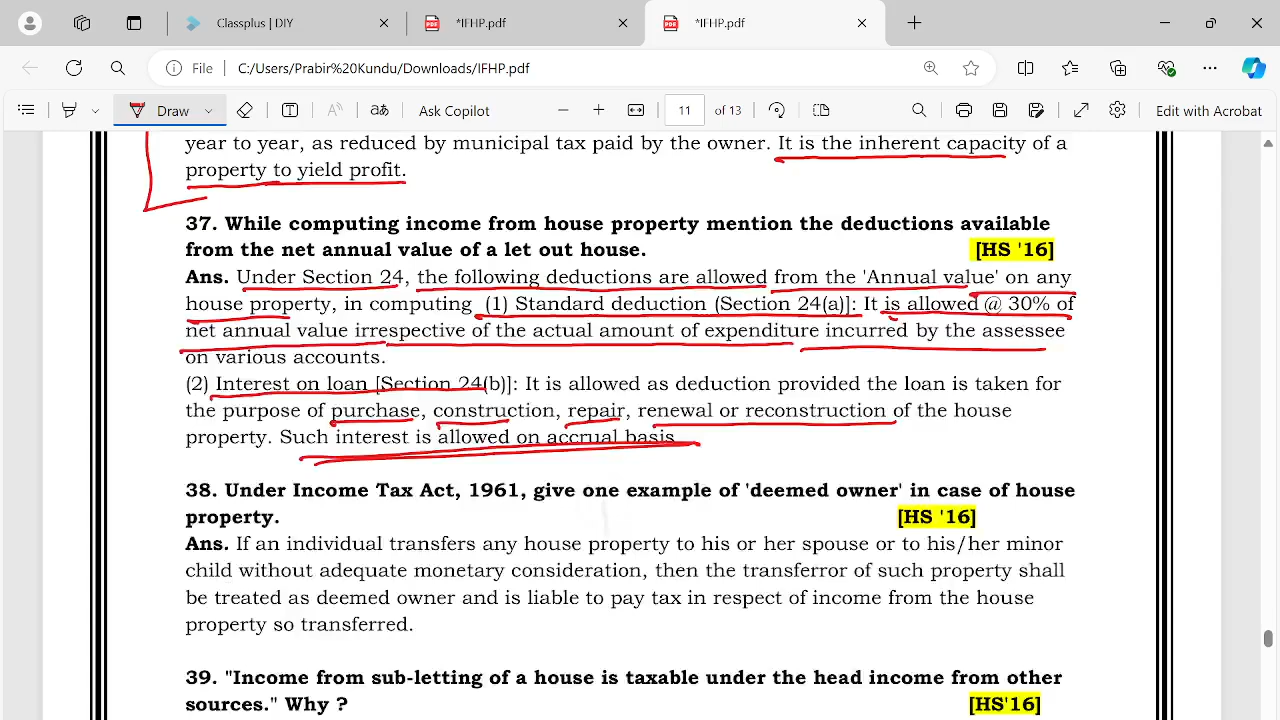 Classplus | DIY
*IFHP.pdf
*IFHP.pdf
File
C:/Users/Prabir%20Kundu/Downloads/IFHP.pdf
Draw
Ask Copilot
11
of 13
Edit with Acrobat
year to year, as reduced by municipal tax paid by the owner. It is the inherent capacity of a
property to yield profit.
37. While computing income from house property mention the deductions available
from the net annual value of a let out house. [HS '16]
Ans. Under Section 24, the following deductions are allowed from the 'Annual value' on any
house property, in computing (1) Standard deduction (Section 24(a)]: It is allowed @ 30% of
net annual value irrespective of the actual amount of expenditure incurred by the assessee
on various accounts.
(2) Interest on loan [Section 24(b)]: It is allowed as deduction provided the loan is taken for
the purpose of purchase, construction, repair, renewal or reconstruction of the house
property. Such interest is allowed on accrual basis.
38. Under Income Tax Act, 1961, give one example of 'deemed owner' in case of house
property. [HS '16]
Ans. If an individual transfers any house property to his or her spouse or to his/her minor
child without adequate monetary consideration, then the transferror of such property shall
be treated as deemed owner and is liable to pay tax in respect of income from the house
property so transferred.
39. "Income from sub-letting of a house is taxable under the head income from other
sources." Why ? [HS'16]